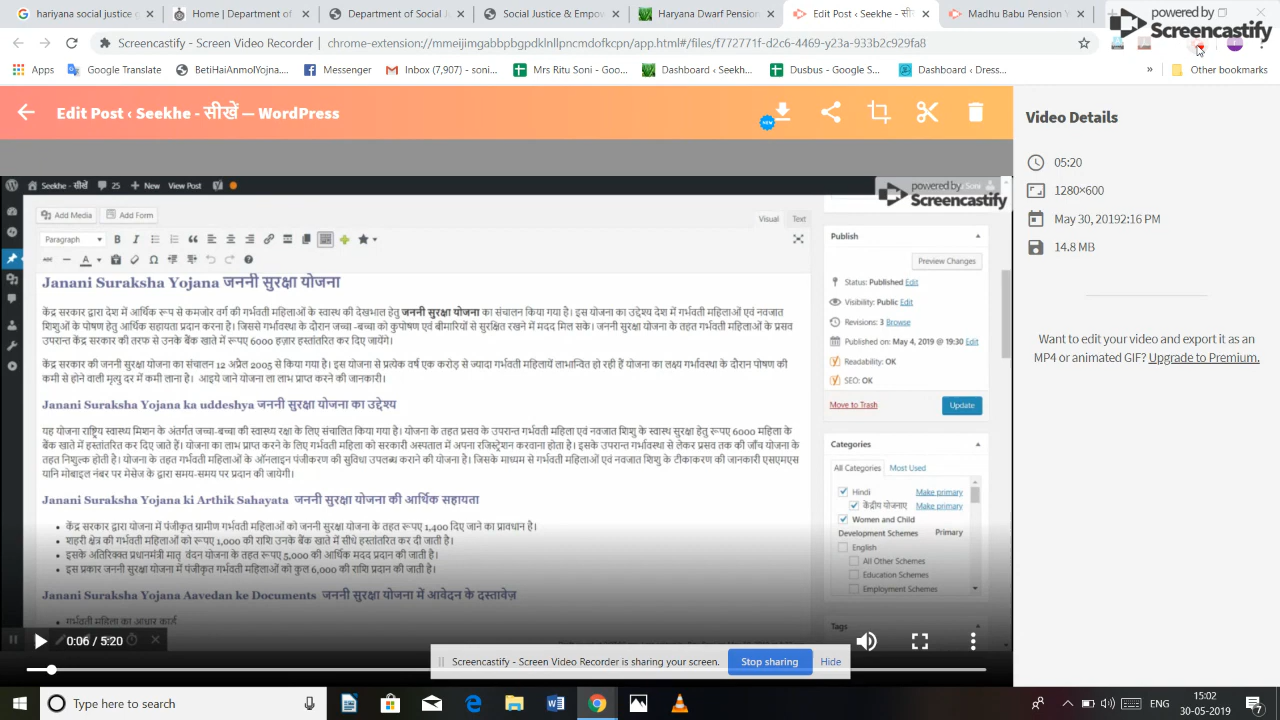 haryana social justice c
Home | Department of
Department of Social J
Social Justice Empov
Haryana Dwaar Pension
Edit Post ‹ Seekhe - सी
Madhu Babu Pension Y
powered by
Screencastify
Screencastify - Screen Video Recorder
Apps
Google Translate
BetiHaiAnmolYojna...
Messenger
Inbox (7) - soni...
Story Ritu Soni - Goo...
Dashboard ‹ Seekh...
Dusbus - Google S...
Dashboard ‹ Dress...
»
Other bookmarks
Edit Post ‹ Seekhe - सीखें — WordPress
NEW
Video Details
05:20
1280×600
May 30, 20192:16 PM
14.8 MB
Want to edit your video and export it as an
MP4 or animated GIF? Upgrade to Premium.
Seekhe - सीखें
25
New
View Post
powered by
Screencastify
Add Media
Add Form
Visual
Text
Paragraph
Janani Suraksha Yojana जननी सुरक्षा योजना
केंद्र सरकार द्वारा देश में आर्थिक रूप से कमजोर वर्ग की गर्भवती महिलाओं के स्वास्थ की देखभाल हेतु जननी सुरक्षा योजना का संचालन किया गया है। इस योजना का उद्देश्य देश में गर्भवती महिलाओं एवं नवजात
शिशुओं के पोषण हेतु आर्थिक सहायता प्रदान करना है। जिससे गर्भावस्था के दौरान जच्चा -बच्चा को कुपोषण एवं बीमारियों से सुरक्षित रखने में मदद मिल सके। जननी सुरक्षा योजना के तहत गर्भवती महिलाओं के प्रसव
उपरान्त केंद्र सरकार की तरफ से उनके बैंक खाते में रूपए 6000 हज़ार हस्तांतरित कर दिए जायेंगे।
केंद्र सरकार की जननी सुरक्षा योजना का संचालन 12 अप्रैल 2005 से किया गया है। इस योजना से प्रत्येक वर्ष एक करोड़ से ज्यादा गर्भवती महिलायें लाभान्वित हो रही हैं योजना का लक्ष्य गर्भावस्था के दौरान पोषण की
कमी से होने वाली मृत्यु दर में कमी लाना है। आइये जाने योजना ला लाभ प्राप्त करने की जानकारी।
Janani Suraksha Yojana ka uddeshya जननी सुरक्षा योजना का उद्देश्य
यह योजना राष्ट्रिय स्वास्थ्य मिशन के अंतर्गत जच्चा-बच्चा की स्वास्थ्य रक्षा के लिए संचालित किया गया है। योजना के तहत प्रसव के उपरान्त गर्भवती महिला एवं नवजात शिशु के स्वस्थ सुरक्षा हेतु रूपए 6000 महिला के
बैंक खाते में हस्तांतरित कर दिए जाते हैं। योजना का लाभ प्राप्त करने के लिए गर्भवती महिला को सरकारी अस्पताल में अपना रजिस्ट्रेशन करवाना होता है। इसके उपरान्त गर्भावस्था से लेकर प्रसव तक की जाँच योजना के
तहत निशुल्क होती है। योजना के तहत गर्भवती महिलाओं के ऑनलाइन पंजीकरण की सुविधा उपलब्ध कराने की योजना है। जिसके माध्यम से गर्भवती महिलाओं एवं नवजात शिशु के टीकाकरण की जानकारी एसएमएस
यानि मोबाइल नंबर पर मेसेज के द्वारा समय-समय पर प्रदान की जायेगी।
Janani Suraksha Yojana ki Arthik Sahayata जननी सुरक्षा योजना की आर्थिक सहायता
केंद्र सरकार द्वारा योजना में पंजीकृत ग्रामीण गर्भवती महिलाओं को जननी सुरक्षा योजना के तहत रूपए 1,400 दिए जाने का प्रावधान है।
शहरी क्षेत्र की गर्भवती महिलाओं को रूपए 1,000 की राशि उनके बैंक खाते में सीधे हस्तांतरित कर दी जाती है।
इसके अतिरिक्त प्रधानमंत्री मातृ वंदन योजना के तहत रूपए 5,000 की आर्थिक मदद प्रदान की जाती है।
इस प्रकार जननी सुरक्षा योजना में पंजीकृत गर्भवती महिलाओं को कुल 6,000 की राशि प्रदान की जाती है।
Janani Suraksha Yojana avedan ke Documents जननी सुरक्षा योजना में आवेदन के दस्तावेज़
गर्भवती महिला का आधार कार्ड
Publish
Preview Changes
Status: Published Edit
Visibility: Public Edit
Revisions: 3 Browse
Published on: May 4, 2019 @ 19:30 Edit
Readability: OK
SEO: OK
Move to Trash
Update
Categories
All Categories
Most Used
Hindi Make primary
केंद्रीय योजनाए Make primary
Women and Child
Development Schemes Primary
English
All Other Schemes
Education Schemes
Employment Schemes
Tags
0:06 / 5:20
Screencastify - Screen Video Recorder is sharing your screen.
Stop sharing
Hide
Type here to search
ENG
15:02
30-05-2019
7